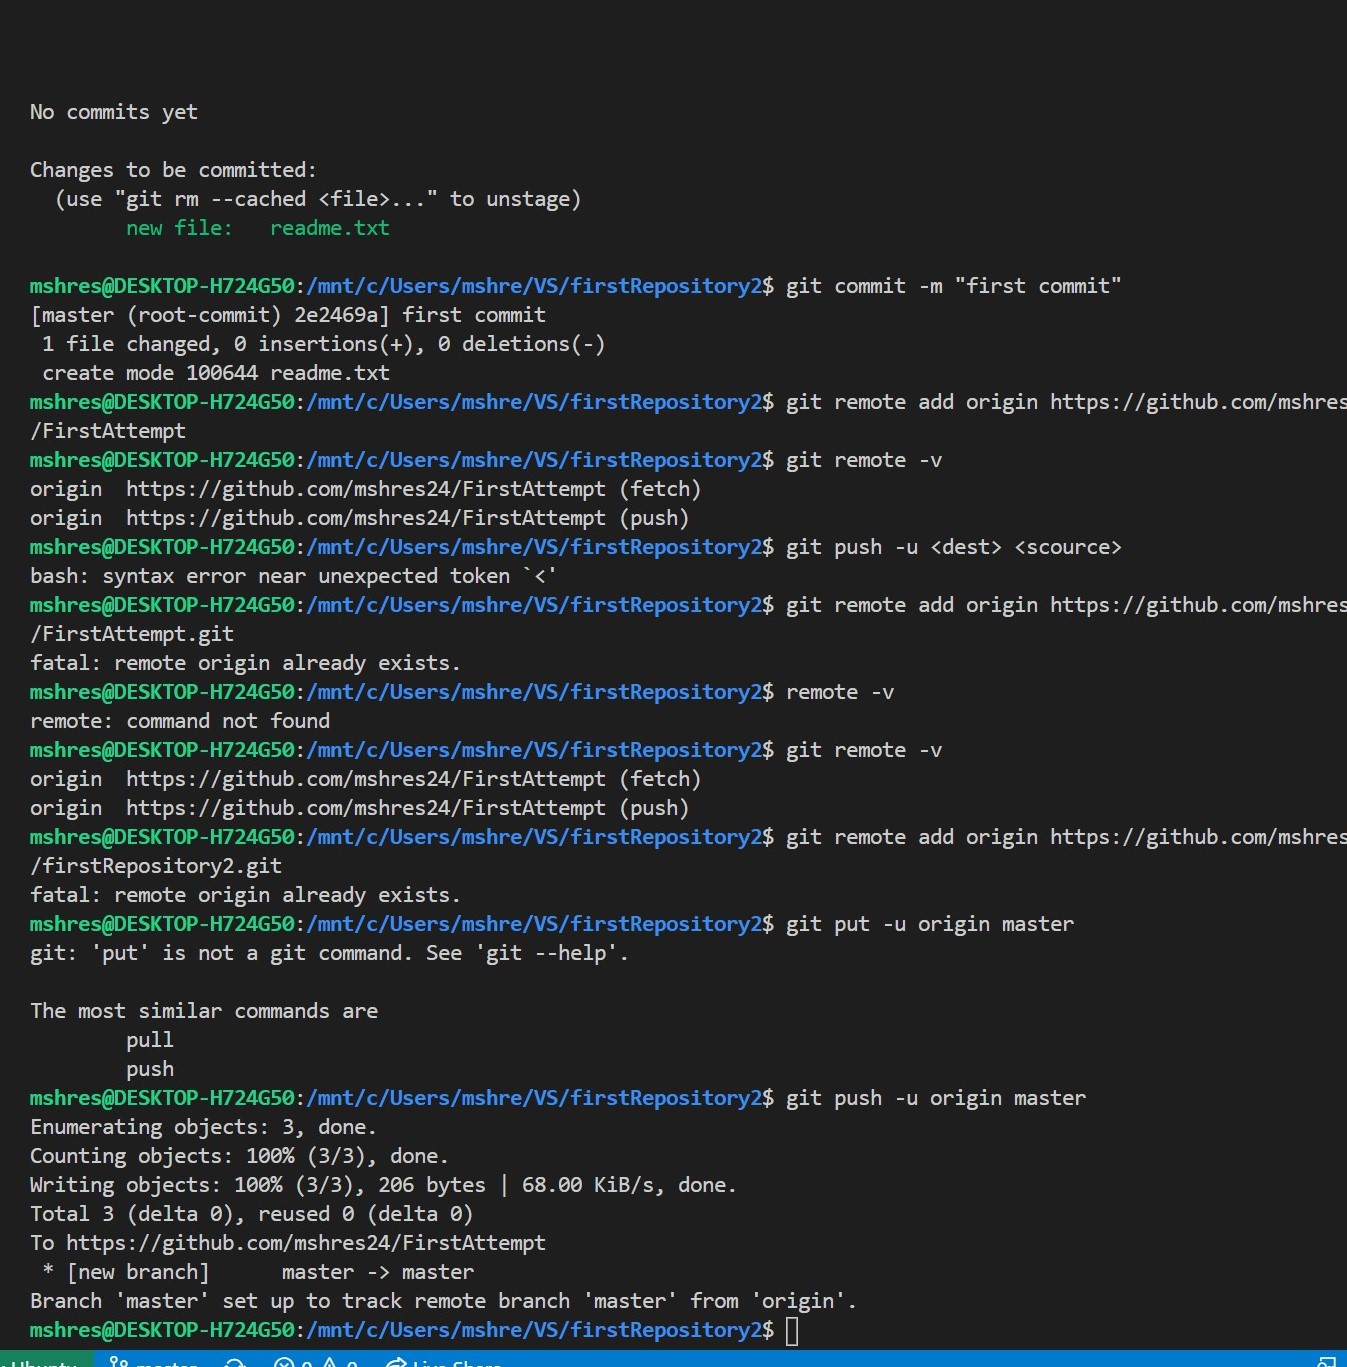 No commits yet
Changes to be committed:
(use "git rm --cached <file>..." to unstage)
new file:   readme.txt
mshres@DESKTOP-H724G50:/mnt/c/Users/mshre/VS/firstRepository2$ git commit -m "first commit"
[master (root-commit) 2e2469a] first commit
1 file changed, 0 insertions(+), 0 deletions(-)
create mode 100644 readme.txt
mshres@DESKTOP-H724G50:/mnt/c/Users/mshre/VS/firstRepository2$ git remote add origin https://github.com/mshres
/FirstAttempt
mshres@DESKTOP-H724G50:/mnt/c/Users/mshre/VS/firstRepository2$ git remote -v
origin  https://github.com/mshres24/FirstAttempt (fetch)
origin  https://github.com/mshres24/FirstAttempt (push)
mshres@DESKTOP-H724G50:/mnt/c/Users/mshre/VS/firstRepository2$ git push -u <dest> <scource>
bash: syntax error near unexpected token `<'
mshres@DESKTOP-H724G50:/mnt/c/Users/mshre/VS/firstRepository2$ git remote add origin https://github.com/mshres
/FirstAttempt.git
fatal: remote origin already exists.
mshres@DESKTOP-H724G50:/mnt/c/Users/mshre/VS/firstRepository2$ remote -v
remote: command not found
mshres@DESKTOP-H724G50:/mnt/c/Users/mshre/VS/firstRepository2$ git remote -v
origin  https://github.com/mshres24/FirstAttempt (fetch)
origin  https://github.com/mshres24/FirstAttempt (push)
mshres@DESKTOP-H724G50:/mnt/c/Users/mshre/VS/firstRepository2$ git remote add origin https://github.com/mshres
/firstRepository2.git
fatal: remote origin already exists.
mshres@DESKTOP-H724G50:/mnt/c/Users/mshre/VS/firstRepository2$ git put -u origin master
git: 'put' is not a git command. See 'git --help'.
The most similar commands are
pull
push
mshres@DESKTOP-H724G50:/mnt/c/Users/mshre/VS/firstRepository2$ git push -u origin master
Enumerating objects: 3, done.
Counting objects: 100% (3/3), done.
Writing objects: 100% (3/3), 206 bytes | 68.00 KiB/s, done.
Total 3 (delta 0), reused 0 (delta 0)
To https://github.com/mshres24/FirstAttempt
* [new branch]      master -> master
Branch 'master' set up to track remote branch 'master' from 'origin'.
mshres@DESKTOP-H724G50:/mnt/c/Users/mshre/VS/firstRepository2$
Ubuntu master 0 0 Live Share